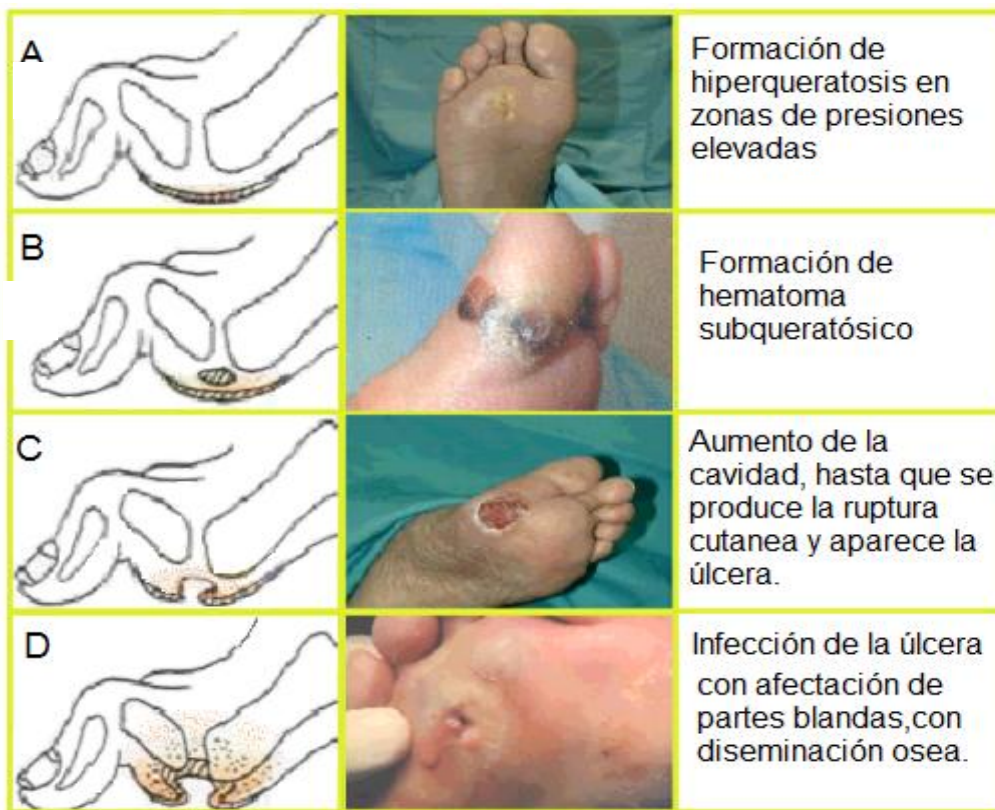 A
Formación de
hiperqueratosis en
zonas de presiones
elevadas
B
Formación de
hematoma
subqueratósico
C
Aumento de la
cavidad, hasta que se
produce la ruptura
cutanea y aparece la
úlcera.
D
Infección de la úlcera
con afectación de
partes blandas,con
diseminación osea.